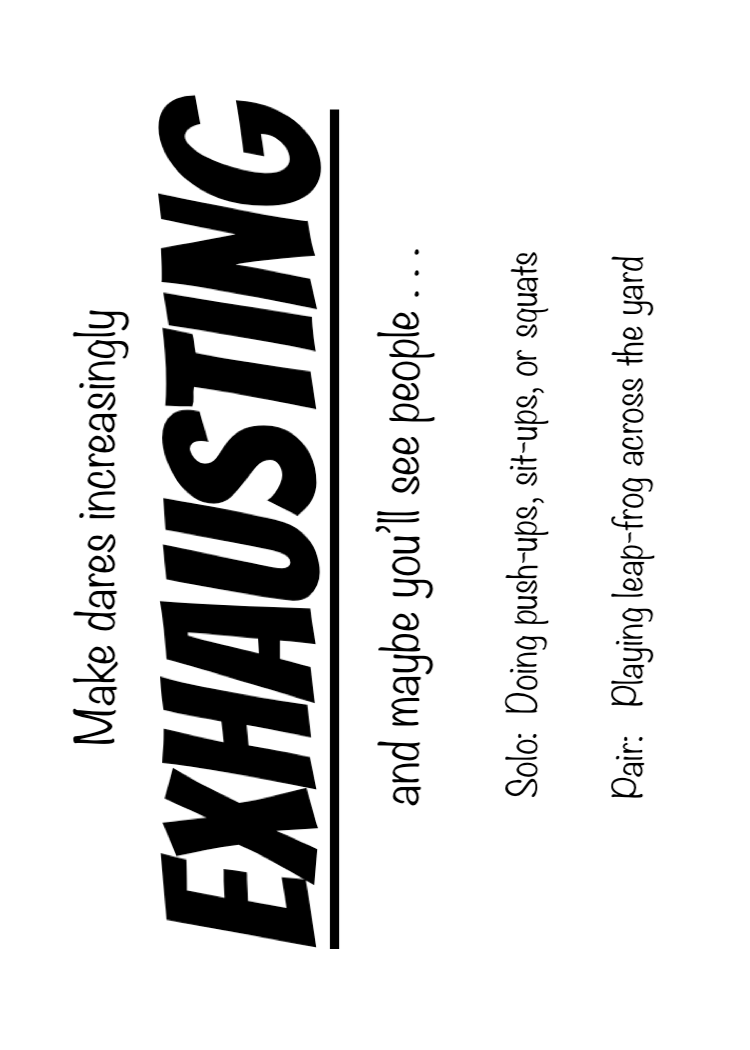 Make dares increasingly
EXHAUSTING
and maybe you'll see people . . .
Solo: Doing push-ups, sit-ups, or squats
Pair: Playing leap-frog across the yard